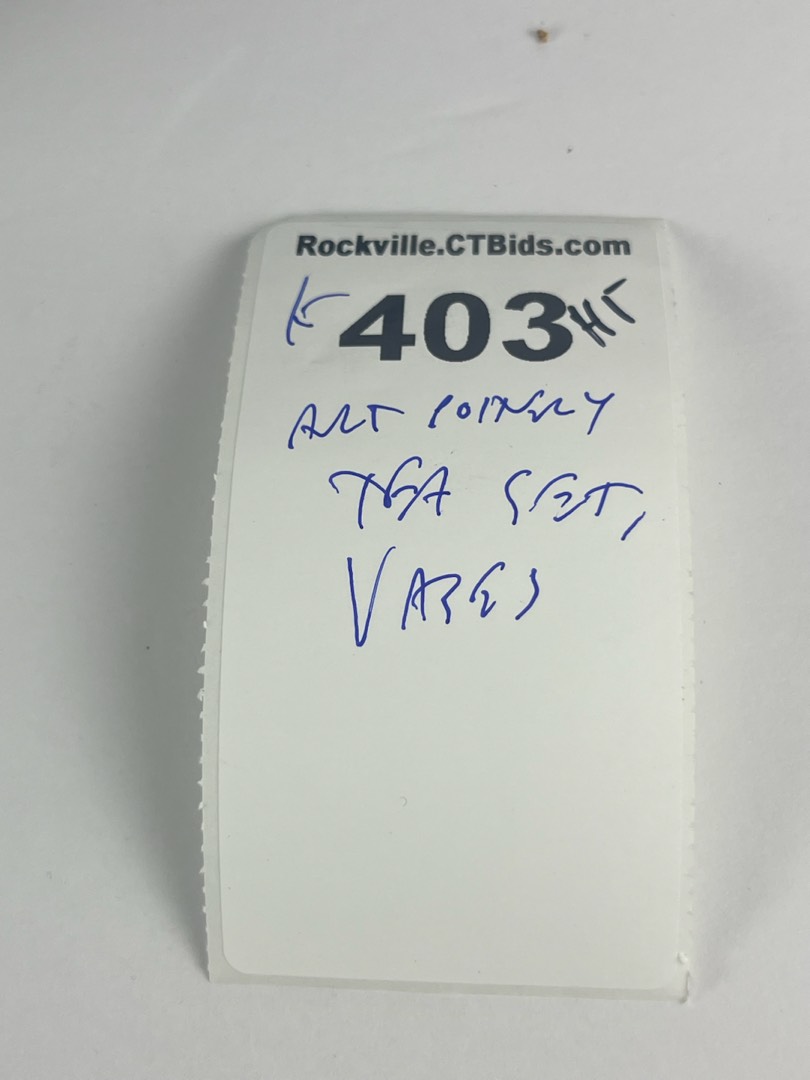 Rockville.CTBids.com
403 HT
ART POTTERY
TEA SET,
VASES